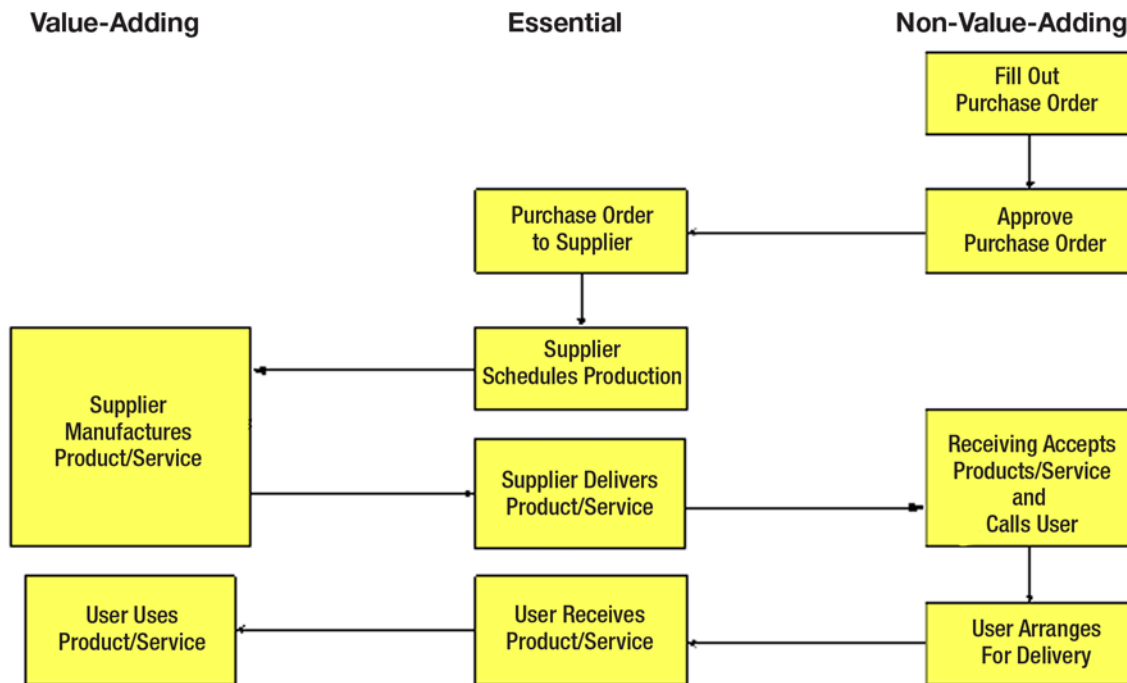 Value-Adding
Essential
Non-Value-Adding
Fill Out
Purchase Order
Purchase Order
to Supplier
Approve
Purchase Order
Supplier
Schedules Production
Supplier
Manufactures
Product/Service
Supplier Delivers
Product/Service
Receiving Accepts
Products/Service
and
Calls User
User Uses
Product/Service
User Receives
Product/Service
User Arranges
For Delivery